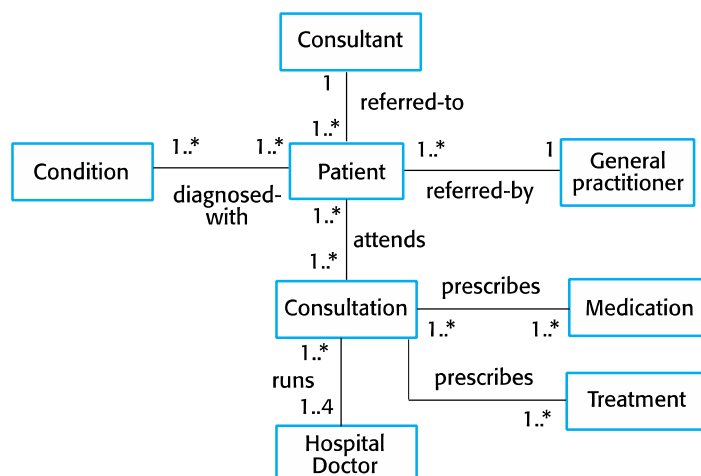 Consultant
1
referred-to
1..*
1..*
1..*
1..*
1
Condition
Patient
General
practitioner
diagnosed-
with
referred-by
1..*
attends
1..*
Consultation
prescribes
Medication
1..*
1..*
1..*
runs
prescribes
Treatment
1..4
1..*
Hospital
Doctor